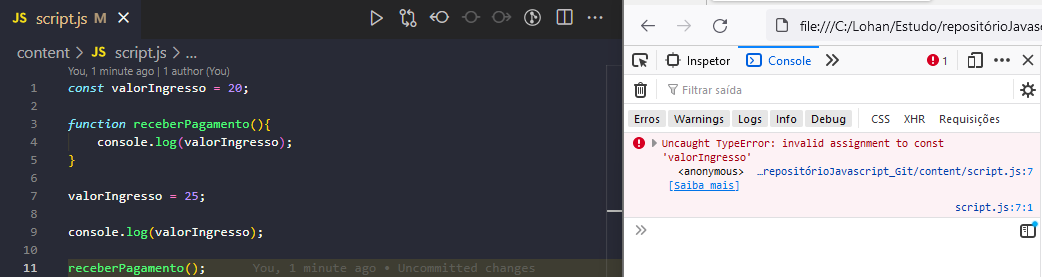 JS script.js M
content > JS script.js > ...
You, 1 minute ago | 1 author (You)
1 const valorIngresso = 20;
2
3 function receberPagamento(){
4 console.log(valorIngresso);
5 }
6
7 valorIngresso = 25;
8
9 console.log(valorIngresso);
10
11 receberPagamento(); You, 1 minute ago • Uncommitted changes
file:///C:/Lohan/Estudo/repositórioJavasc
Inspetor Console 1
Filtrar saída
Erros Warnings Logs Info Debug CSS XHR Requisições
Uncaught TypeError: invalid assignment to const
'valorIngresso'
<anonymous> …repositórioJavascript_Git/content/script.js:7
[Saiba mais]
script.js:7:1